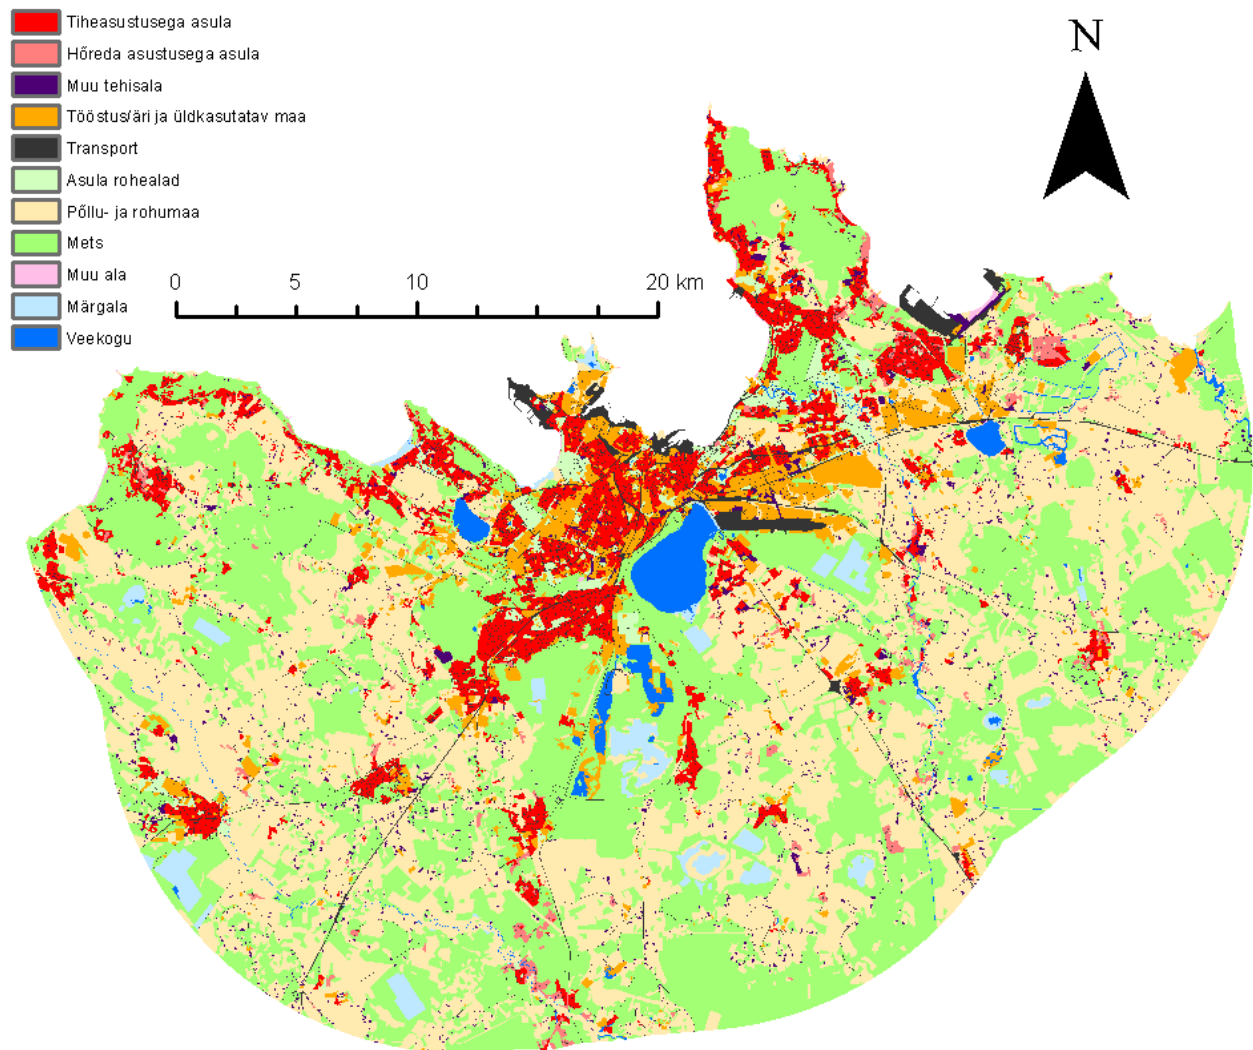 Tiheasustusega asula
Hõreda asustusega asula
Muu tehisala
Tööstus/äri ja üldkasutatav maa
Transport
Asula rohealad
Põllu- ja rohumaa
Mets
Muu ala
Märgala
Veekogu
0 5 10 20 km
N